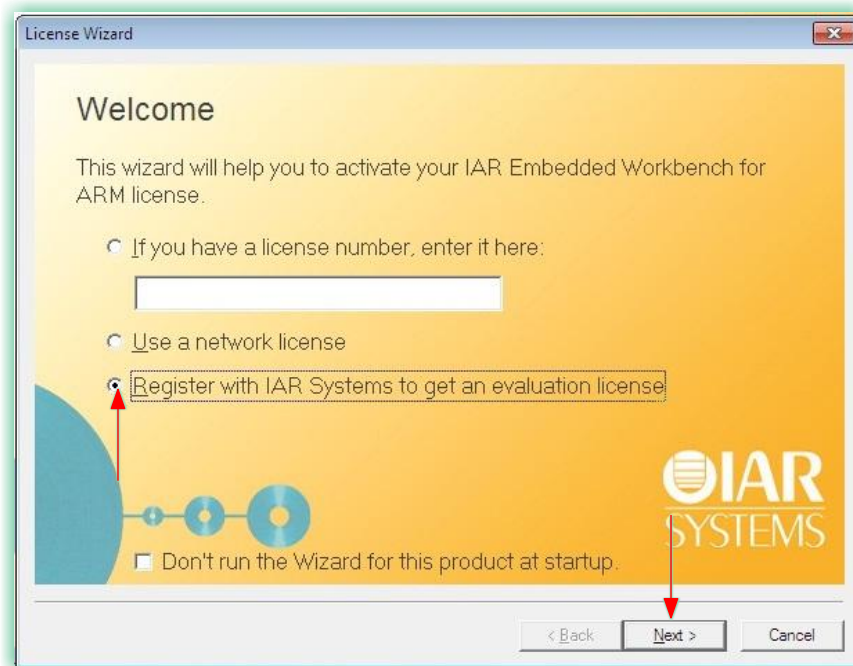 License Wizard
Welcome
This wizard will help you to activate your IAR Embedded Workbench for
ARM license.
If you have a license number, enter it here:
Use a network license
Register with IAR Systems to get an evaluation license
IAR
SYSTEMS
Don't run the Wizard for this product at startup.
< Back Next > Cancel